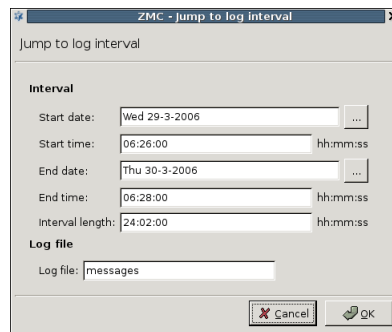 ZMC - Jump to log interval
Jump to log interval
Interval
Start date: Wed 29-3-2006 ...
Start time: 06:26:00 hh:mm:ss
End date: Thu 30-3-2006 ...
End time: 06:28:00 hh:mm:ss
Interval length: 24:02:00 hh:mm:ss
Log file
Log file: messages
Cancel OK